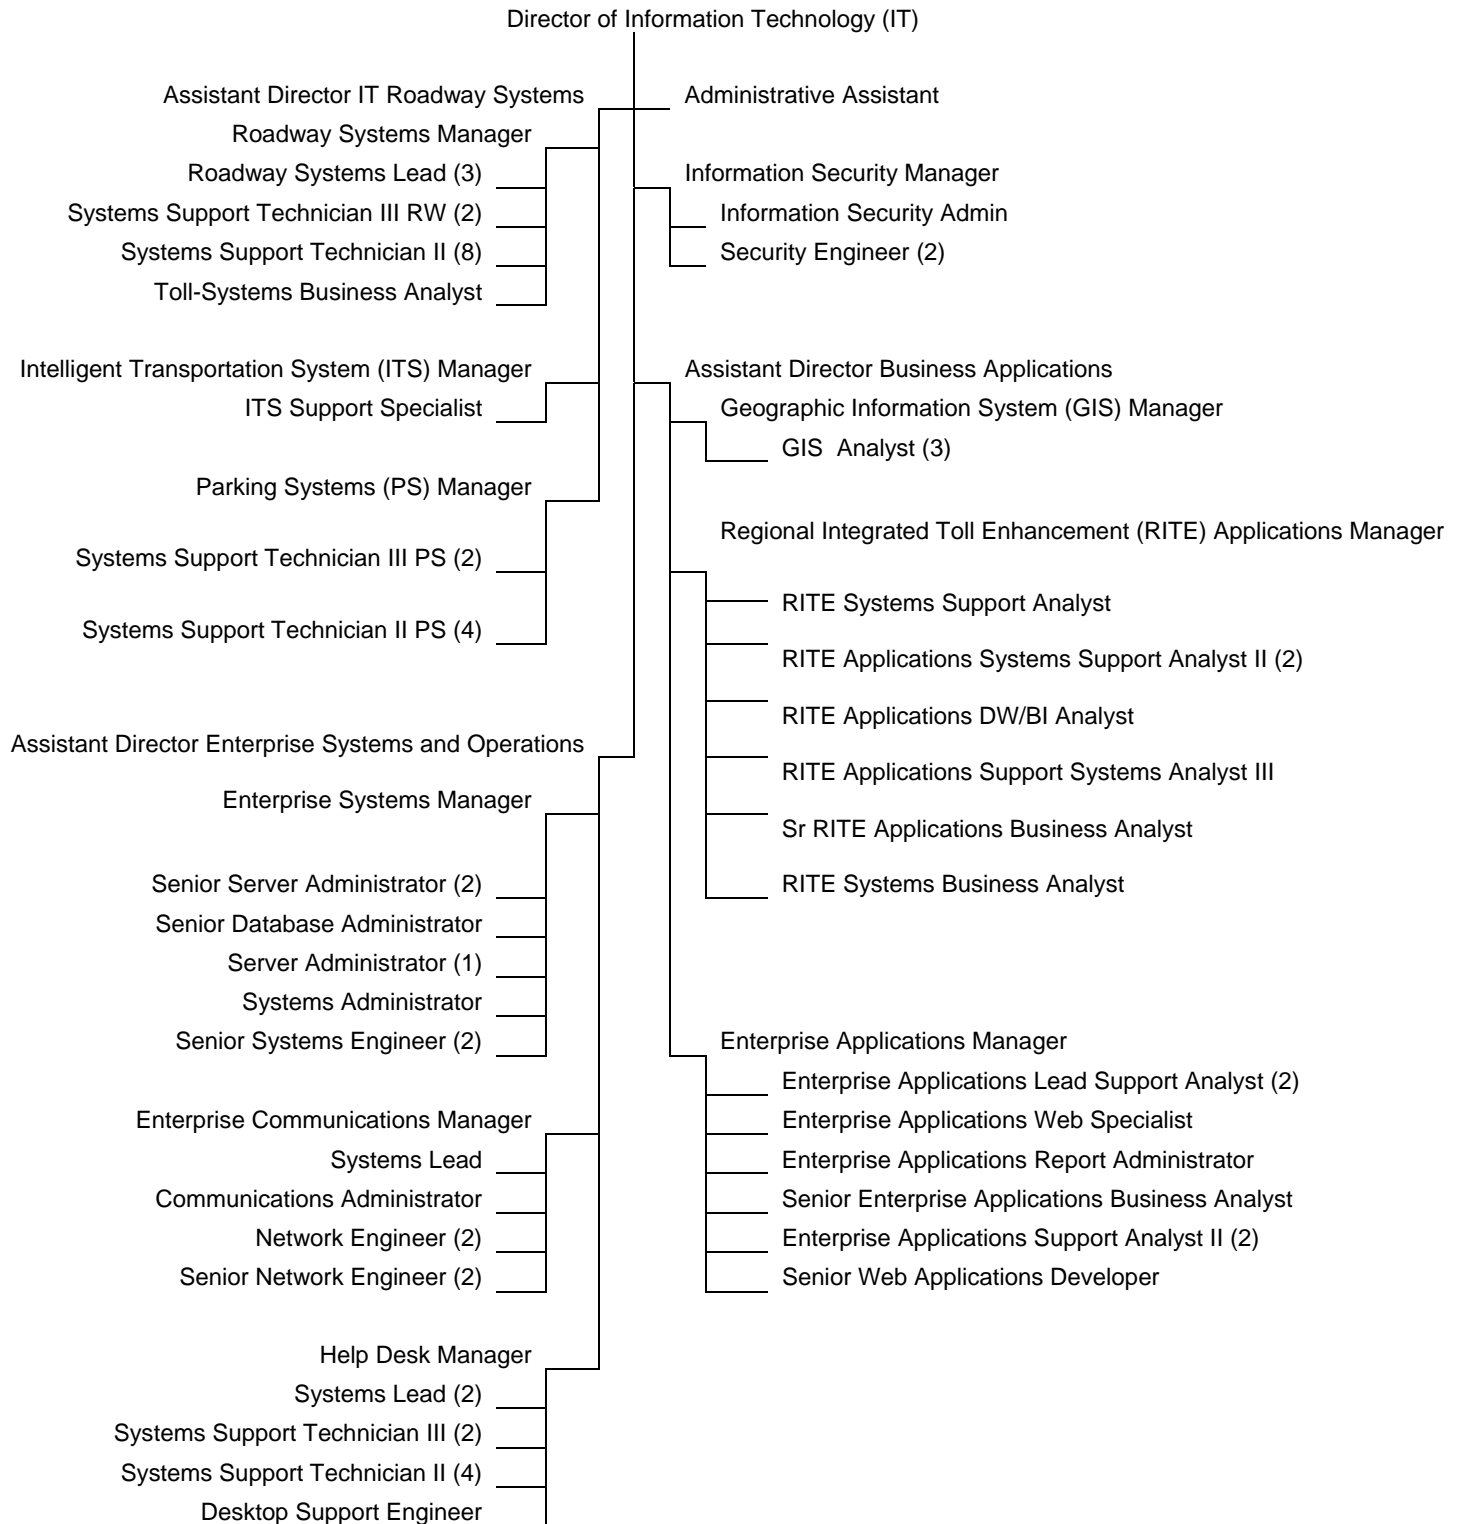 Director of Information Technology (IT)
Assistant Director IT Roadway Systems
Roadway Systems Manager
Roadway Systems Lead (3)
Systems Support Technician III RW (2)
Systems Support Technician II (8)
Toll-Systems Business Analyst
Intelligent Transportation System (ITS) Manager
ITS Support Specialist
Parking Systems (PS) Manager
Systems Support Technician III PS (2)
Systems Support Technician II PS (4)
Assistant Director Enterprise Systems and Operations
Enterprise Systems Manager
Senior Server Administrator (2)
Senior Database Administrator
Server Administrator (1)
Systems Administrator
Senior Systems Engineer (2)
Enterprise Communications Manager
Systems Lead
Communications Administrator
Network Engineer (2)
Senior Network Engineer (2)
Help Desk Manager
Systems Lead (2)
Systems Support Technician III (2)
Systems Support Technician II (4)
Desktop Support Engineer
Administrative Assistant
Information Security Manager
Information Security Admin
Security Engineer (2)
Assistant Director Business Applications
Geographic Information System (GIS) Manager
GIS  Analyst (3)
Regional Integrated Toll Enhancement (RITE) Applications Manager
RITE Systems Support Analyst
RITE Applications Systems Support Analyst II (2)
RITE Applications DW/BI Analyst
RITE Applications Support Systems Analyst III
Sr RITE Applications Business Analyst
RITE Systems Business Analyst
Enterprise Applications Manager
Enterprise Applications Lead Support Analyst (2)
Enterprise Applications Web Specialist
Enterprise Applications Report Administrator
Senior Enterprise Applications Business Analyst
Enterprise Applications Support Analyst II (2)
Senior Web Applications Developer